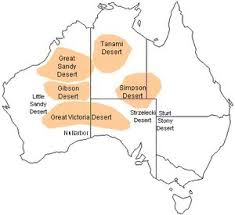 Tanami
Desert
Great
Sandy
Desert
Gibson
Desert
Simpson
Desert
Little
Sandy
Desert
Strzelecki
Desert
Sturt
Stony
Desert
Great Victoria Desert
Nullarbor